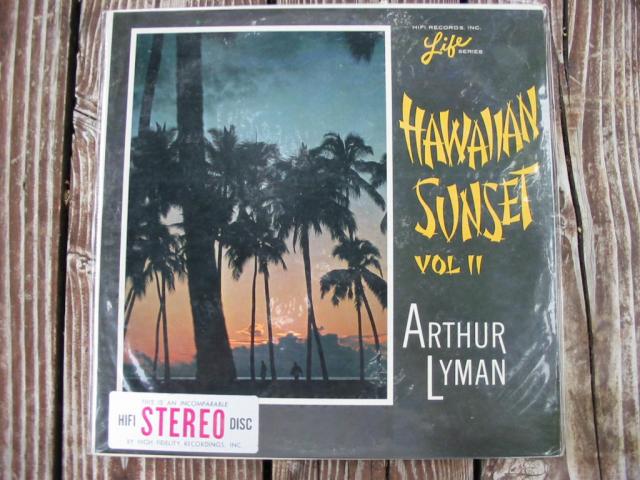 HIFI RECORDS, INC.
Life
SERIES
HAWAIIAN
SUNSET
VOL II
ARTHUR
LYMAN
THIS IS AN INCOMPARABLE
HIFI STEREO DISC
BY HIGH FIDELITY RECORDINGS, INC.